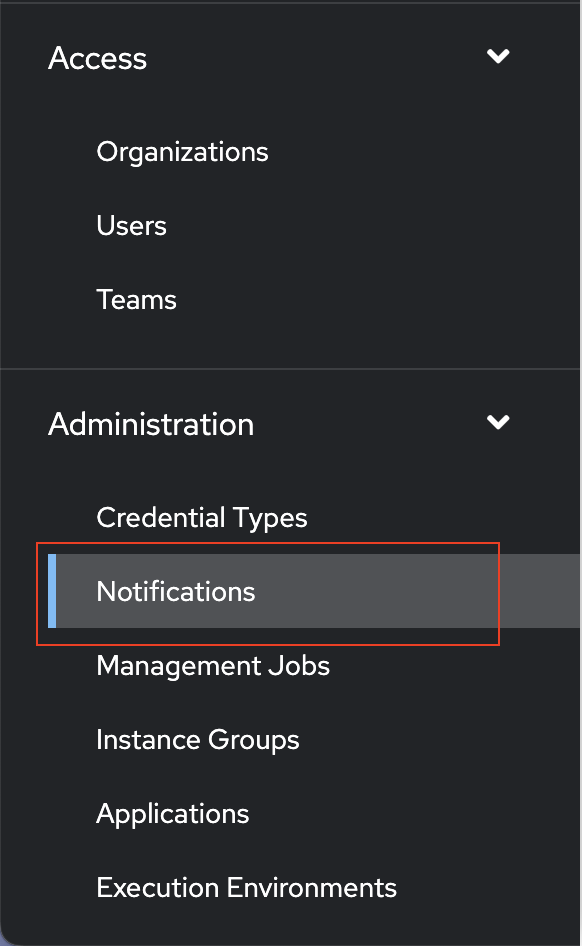 Access
Organizations
Users
Teams
Administration
Credential Types
Notifications
Management Jobs
Instance Groups
Applications
Execution Environments